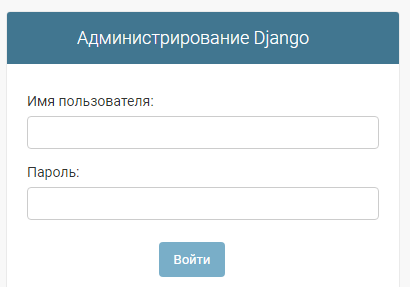 Администрирование Django
Имя пользователя:
Пароль:
Войти